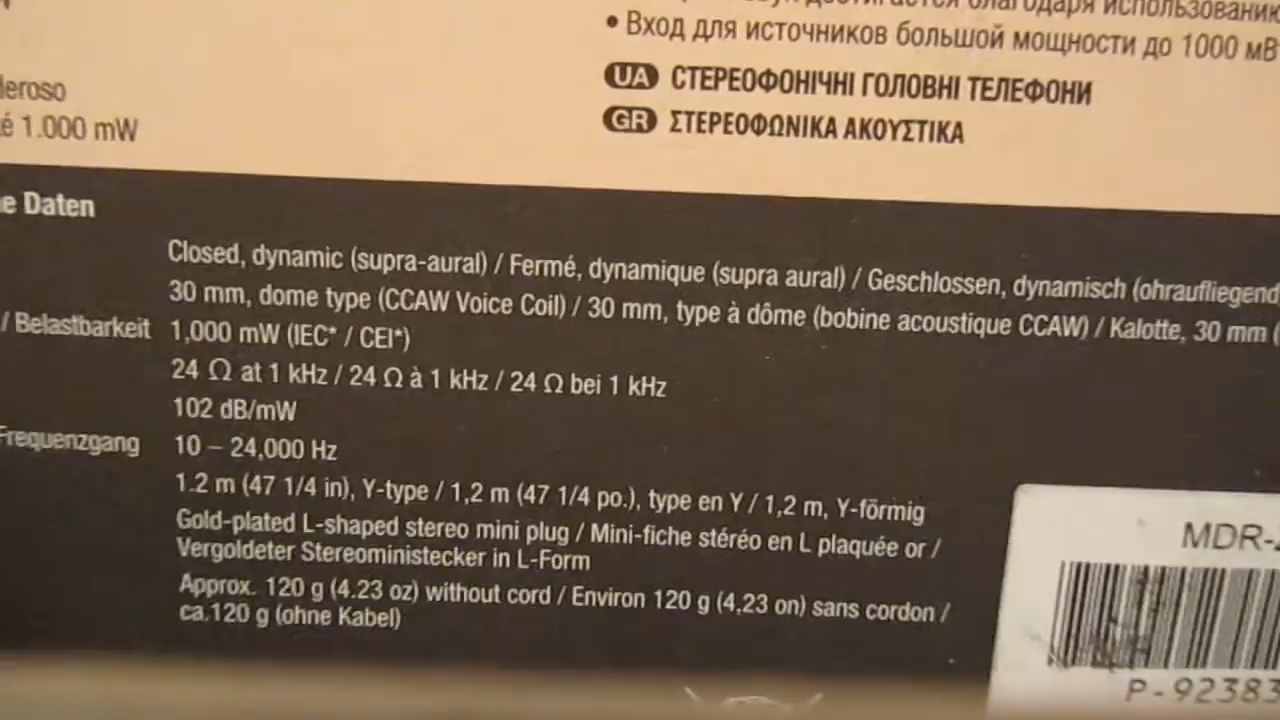 благодаря использованию
• Вход для источников большой мощности до 1000 мВ
UA СТЕРЕОФОНІЧНІ ГОЛОВНІ ТЕЛЕФОНИ
GR ΣΤΕΡΕΟΦΩΝΙΚΑ ΑΚΟΥΣΤΙΚΑ
deroso
é 1.000 mW
e Daten
Closed, dynamic (supra-aural) / Fermé, dynamique (supra aural) / Geschlossen, dynamisch (ohraufliegend
30 mm, dome type (CCAW Voice Coil) / 30 mm, type à dôme (bobine acoustique CCAW) / Kalotte, 30 mm (
/ Belastbarkeit 1,000 mW (IEC* / CEI*)
24 Ω at 1 kHz / 24 Ω à 1 kHz / 24 Ω bei 1 kHz
102 dB/mW
Frequenzgang 10 – 24,000 Hz
1.2 m (47 1/4 in), Y-type / 1,2 m (47 1/4 po.), type en Y / 1,2 m, Y-förmig
Gold-plated L-shaped stereo mini plug / Mini-fiche stéréo en L plaquée or /
Vergoldeter Stereoministecker in L-Form
Approx. 120 g (4.23 oz) without cord / Environ 120 g (4,23 on) sans cordon /
ca.120 g (ohne Kabel)
MDR-
P-92383